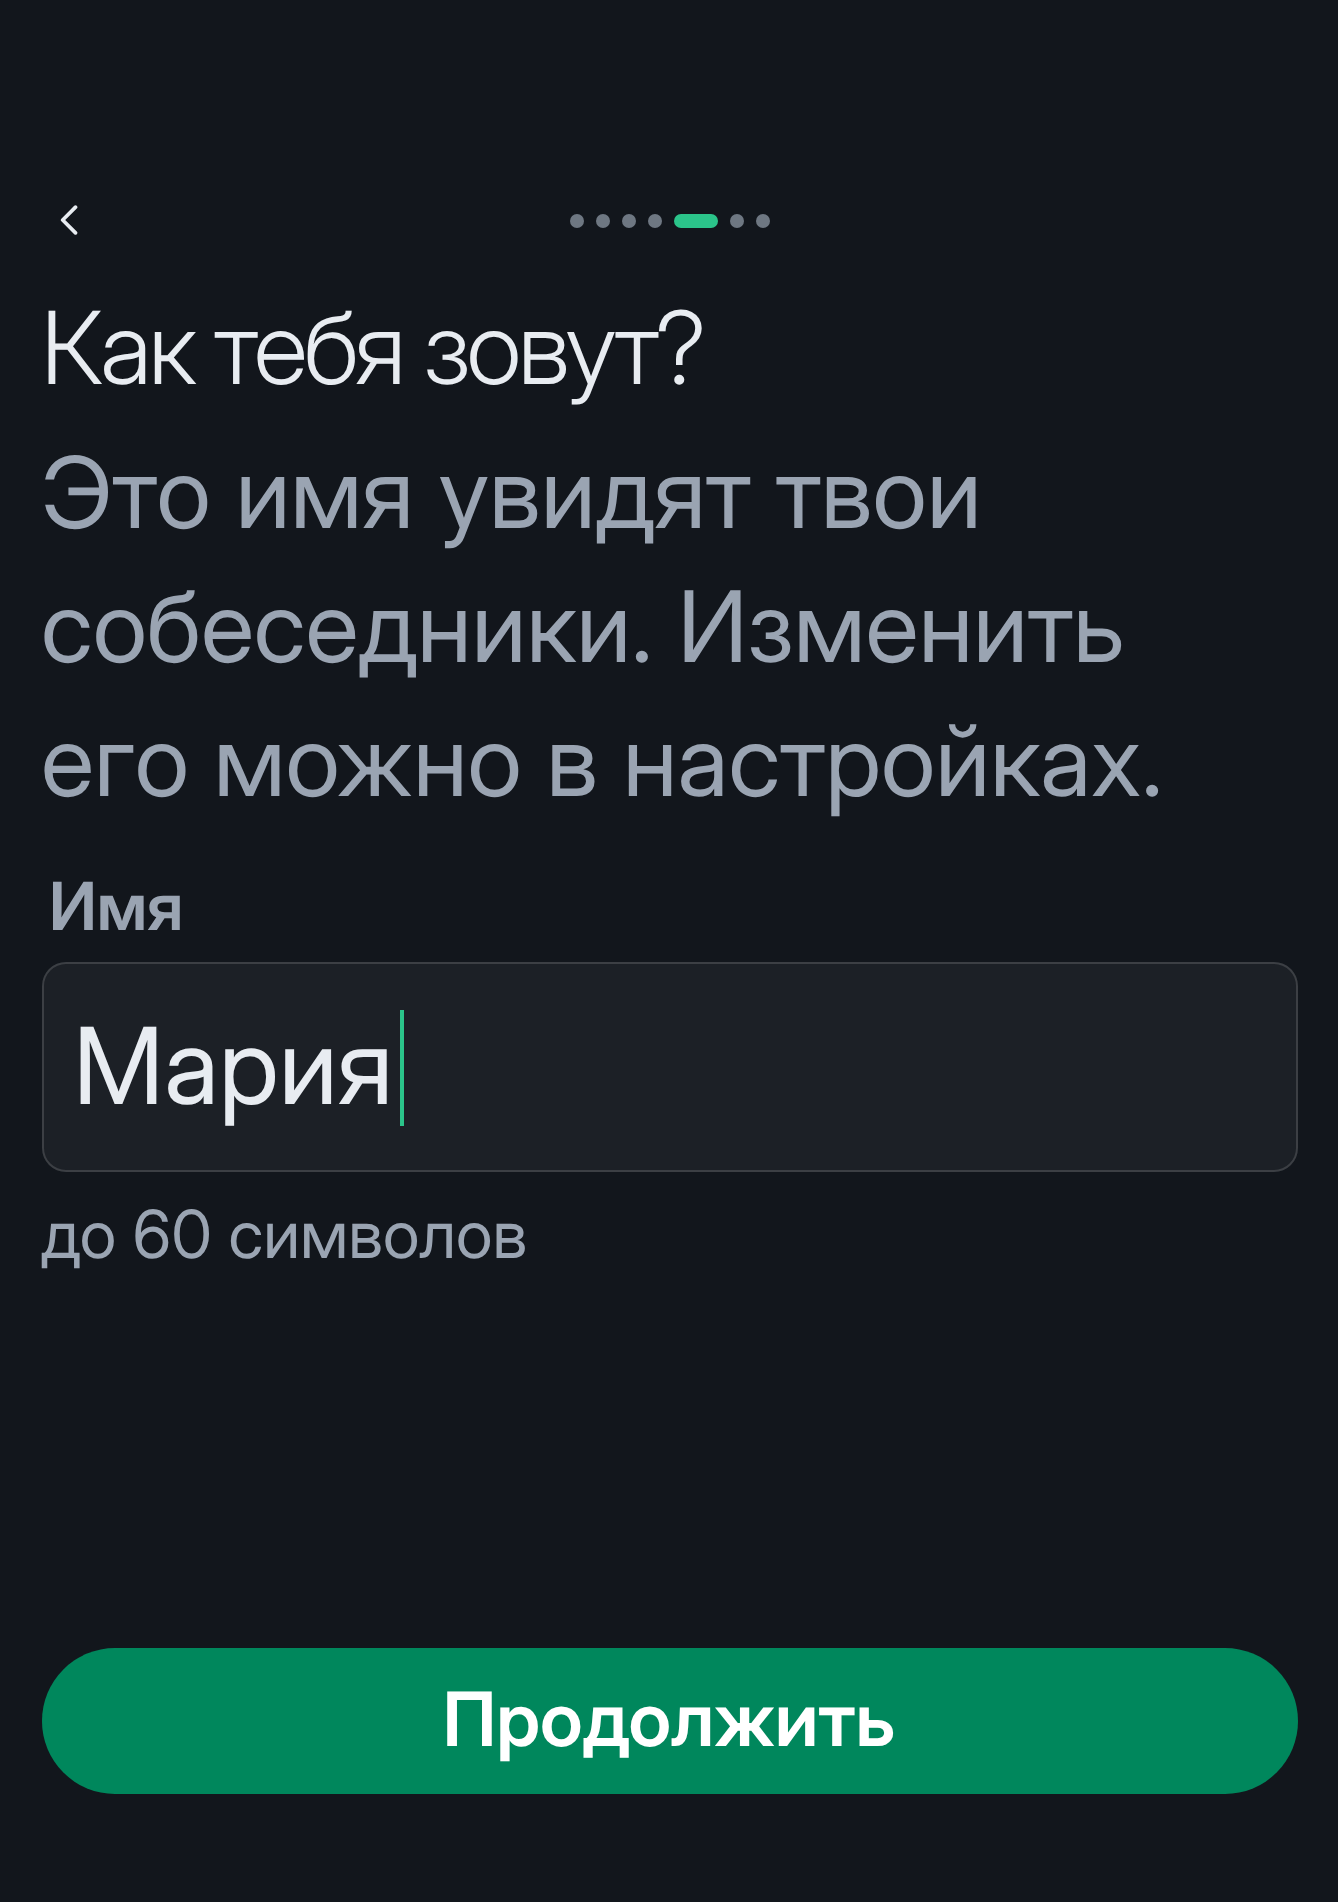 Как тебя зовут?
Это имя увидят твои
собеседники. Изменить
его можно в настройках.
Имя
Мария
до 60 символов
Продолжить